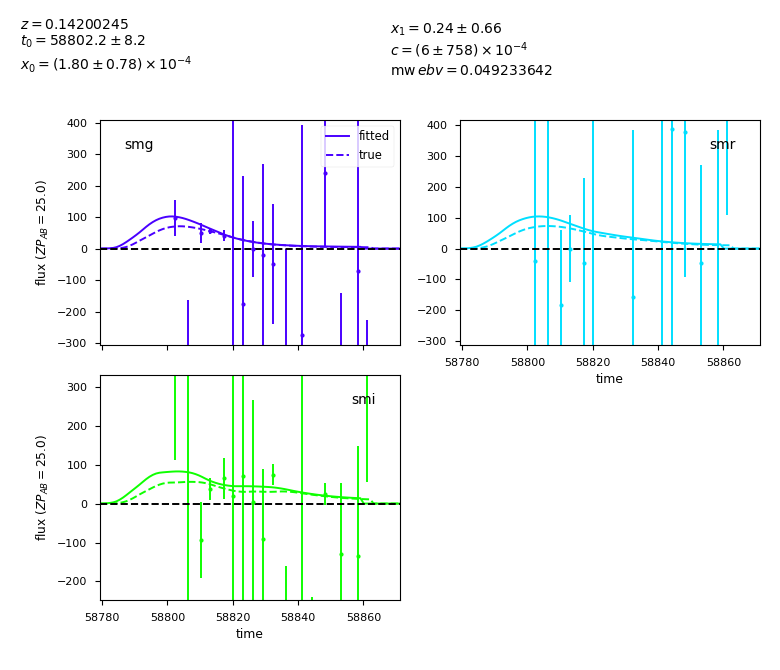 z = 0.14200245
t₀ = 58802.2 ± 8.2
x₀ = (1.80 ± 0.78) × 10⁻⁴
x₁ = 0.24 ± 0.66
c = (6 ± 758) × 10⁻⁴
mw ebv = 0.049233642
smg
fitted
true
400
300
200
100
0
−100
−200
−300
flux (ZP_AB = 25.0)
smr
400
300
200
100
0
−100
−200
−300
58780 58800 58820 58840 58860
time
smi
300
200
100
0
−100
−200
flux (ZP_AB = 25.0)
58780 58800 58820 58840 58860
time